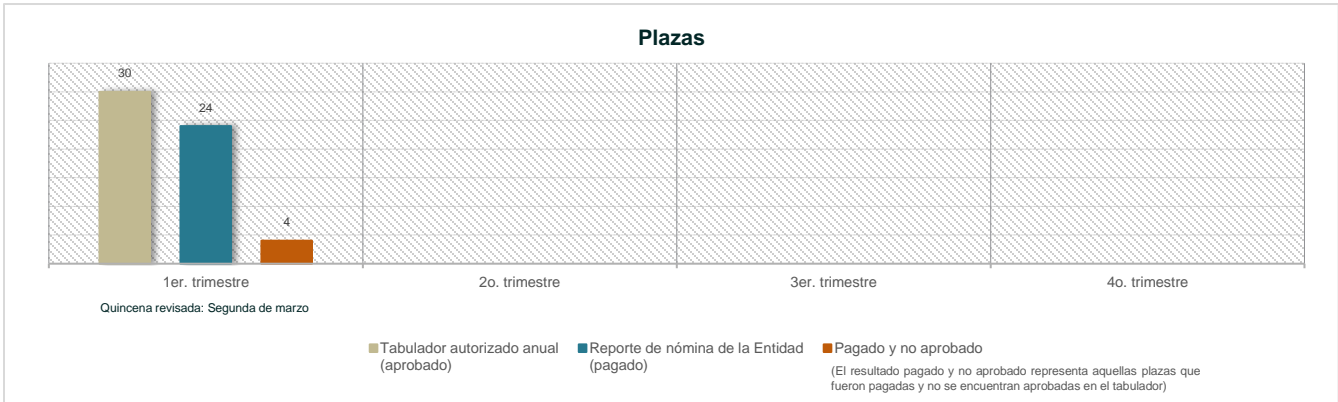 Plazas
30
24
4
1er. trimestre
2o. trimestre
3er. trimestre
4o. trimestre
Quincena revisada: Segunda de marzo
Tabulador autorizado anual
(aprobado)
Reporte de nómina de la Entidad
(pagado)
Pagado y no aprobado
(El resultado pagado y no aprobado representa aquellas plazas que
fueron pagadas y no se encuentran aprobadas en el tabulador)